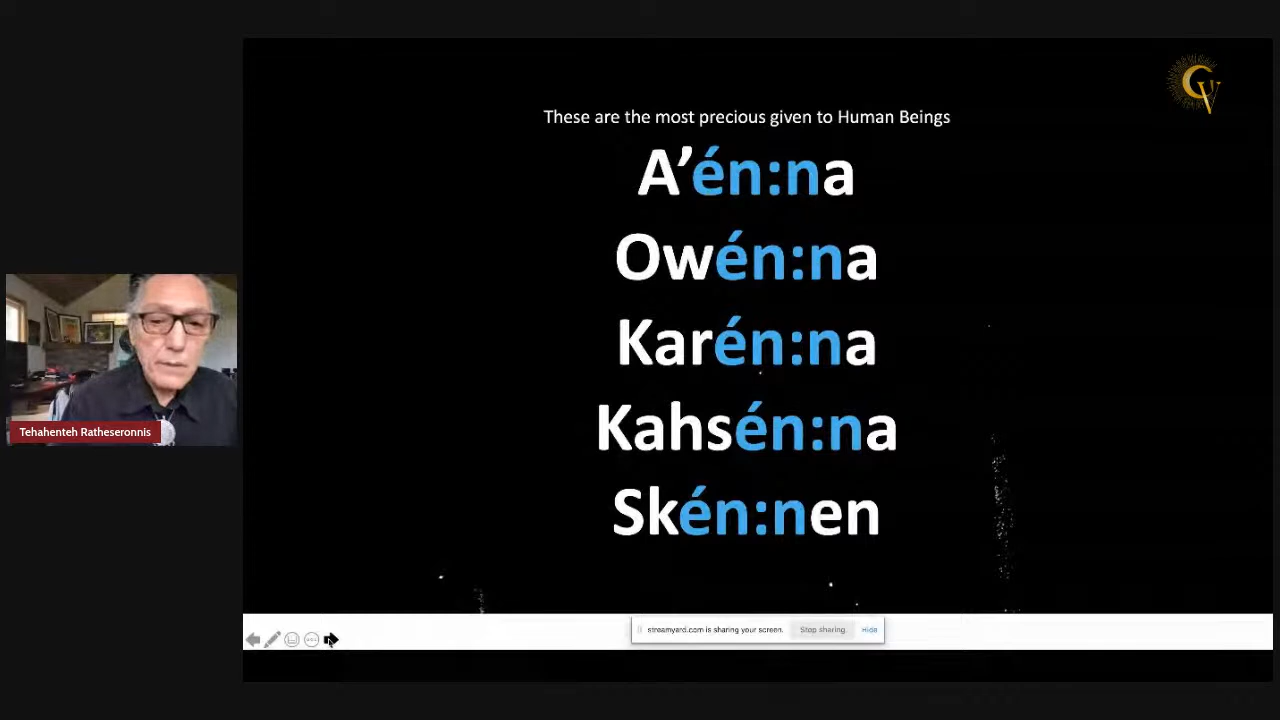 These are the most precious given to Human Beings
A’én:na
Owén:na
Karén:na
Kahsén:na
Skén:nen
Tehahenteh Ratheseronnis
streamyard.com is sharing your screen. Stop sharing Hide